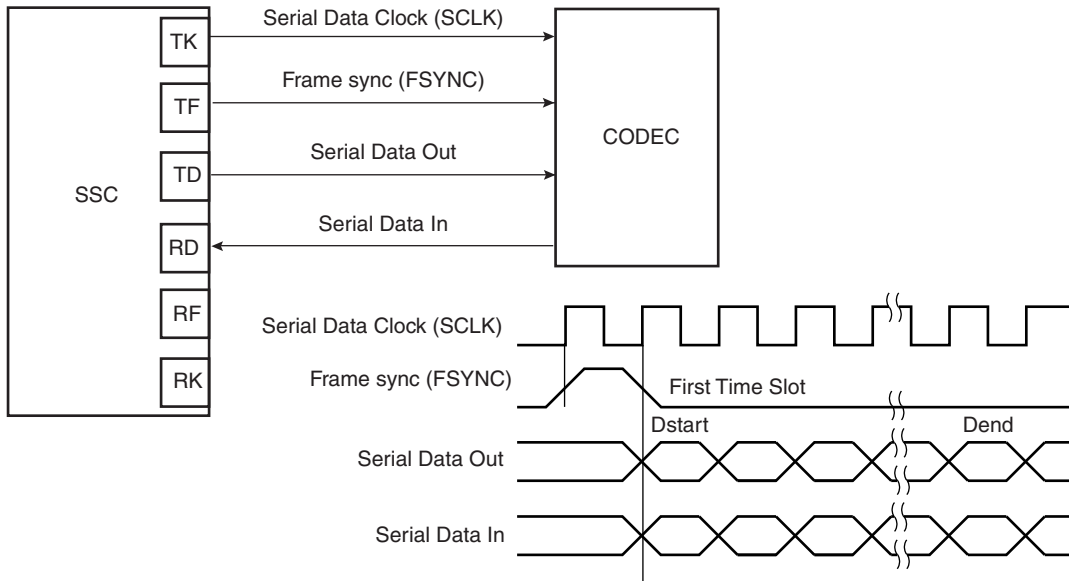 Serial Data Clock (SCLK)
TK
Frame sync (FSYNC)
TF
CODEC
Serial Data Out
TD
SSC
Serial Data In
RD
RF
Serial Data Clock (SCLK)
RK
Frame sync (FSYNC)
First Time Slot
Dstart
Dend
Serial Data Out
Serial Data In